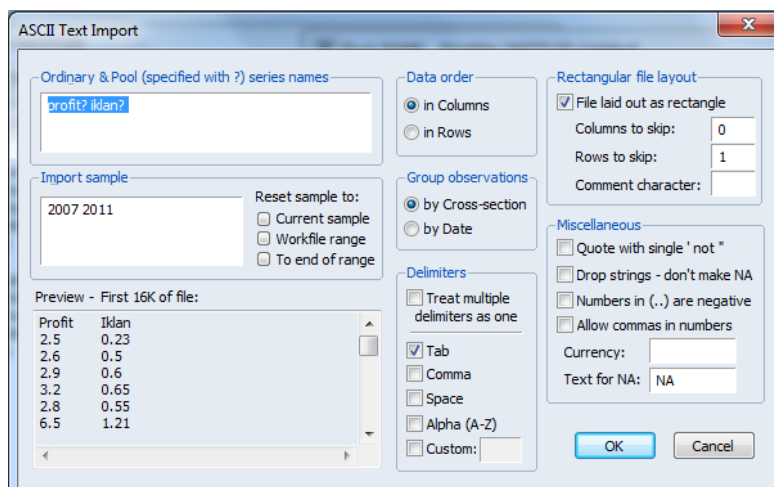 ASCII Text Import
Ordinary & Pool (specified with ?) series names
profit? iklan?
Import sample
2007 2011
Reset sample to:
Current sample
Workfile range
To end of range
Preview - First 16K of file:
Profit Iklan
2.5 0.23
2.6 0.5
2.9 0.6
3.2 0.65
2.8 0.55
6.5 1.21
Data order
in Columns
in Rows
Group observations
by Cross-section
by Date
Delimiters
Treat multiple
delimiters as one
Tab
Comma
Space
Alpha (A-Z)
Custom:
Rectangular file layout
File laid out as rectangle
Columns to skip: 0
Rows to skip: 1
Comment character:
Miscellaneous
Quote with single ' not "
Drop strings - don't make NA
Numbers in (..) are negative
Allow commas in numbers
Currency:
Text for NA: NA
OK Cancel